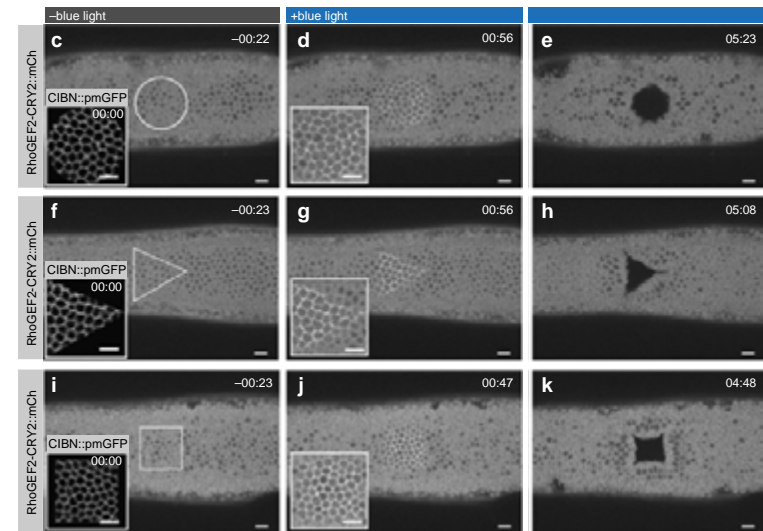 –blue light
+blue light
RhoGEF2-CRY2::mCh
c
–00:22
CIBN::pmGFP
00:00
d
00:56
e
05:23
RhoGEF2-CRY2::mCh
f
–00:23
CIBN::pmGFP
00:00
g
00:56
h
05:08
RhoGEF2-CRY2::mCh
i
–00:23
CIBN::pmGFP
00:00
j
00:47
k
04:48